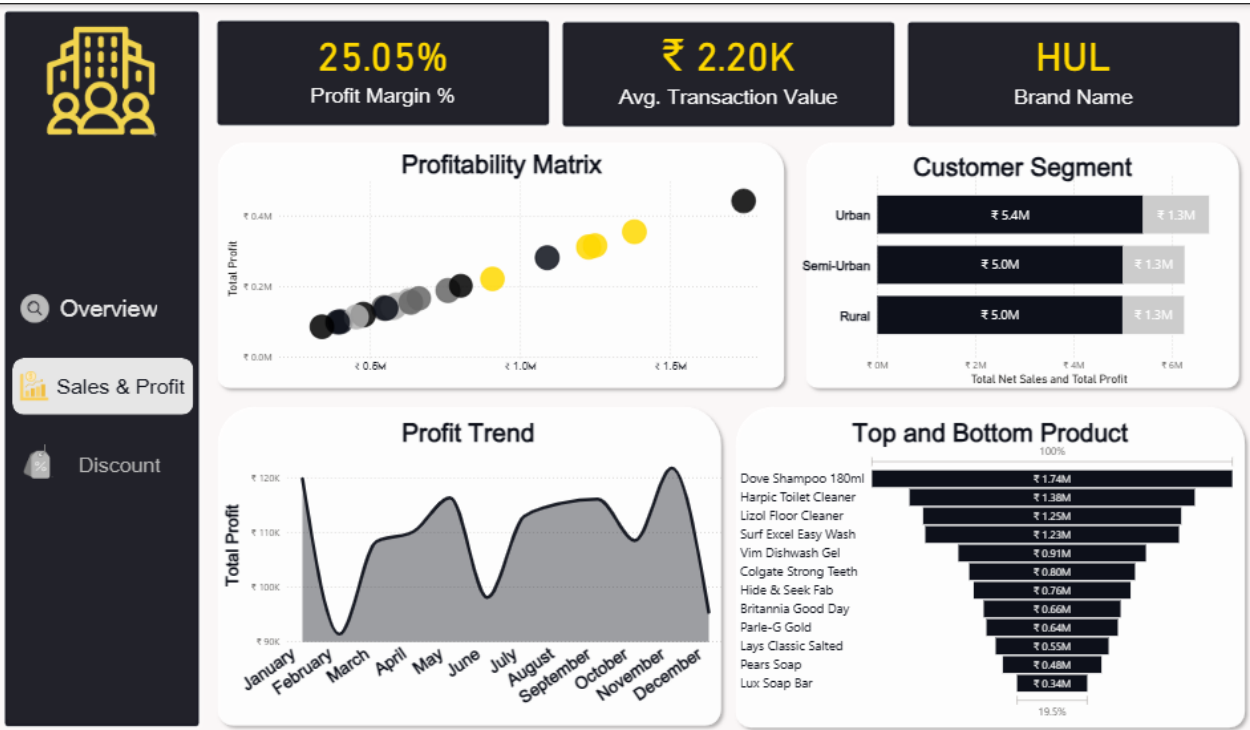 25.05%
Profit Margin %
₹ 2.20K
Avg. Transaction Value
HUL
Brand Name
Overview
Sales & Profit
Discount
Profitability Matrix
Total Profit
₹ 0.4M
₹ 0.2M
₹ 0.0M
₹ 0.5M
₹ 1.0M
₹ 1.5M
Customer Segment
Urban
₹ 5.4M
₹ 1.3M
Semi-Urban
₹ 5.0M
₹ 1.3M
Rural
₹ 5.0M
₹ 1.3M
₹ 0M
₹ 2M
₹ 4M
₹ 6M
Total Net Sales and Total Profit
Profit Trend
Total Profit
₹ 120K
₹ 110K
₹ 100K
₹ 90K
January
February
March
April
May
June
July
August
September
October
November
December
Top and Bottom Product
100%
Dove Shampoo 180ml ₹ 1.74M
Harpic Toilet Cleaner ₹ 1.38M
Lizol Floor Cleaner ₹ 1.25M
Surf Excel Easy Wash ₹ 1.23M
Vim Dishwash Gel ₹ 0.91M
Colgate Strong Teeth ₹ 0.80M
Hide & Seek Fab ₹ 0.76M
Britannia Good Day ₹ 0.66M
Parle-G Gold ₹ 0.64M
Lays Classic Salted ₹ 0.55M
Pears Soap ₹ 0.48M
Lux Soap Bar ₹ 0.34M
19.5%